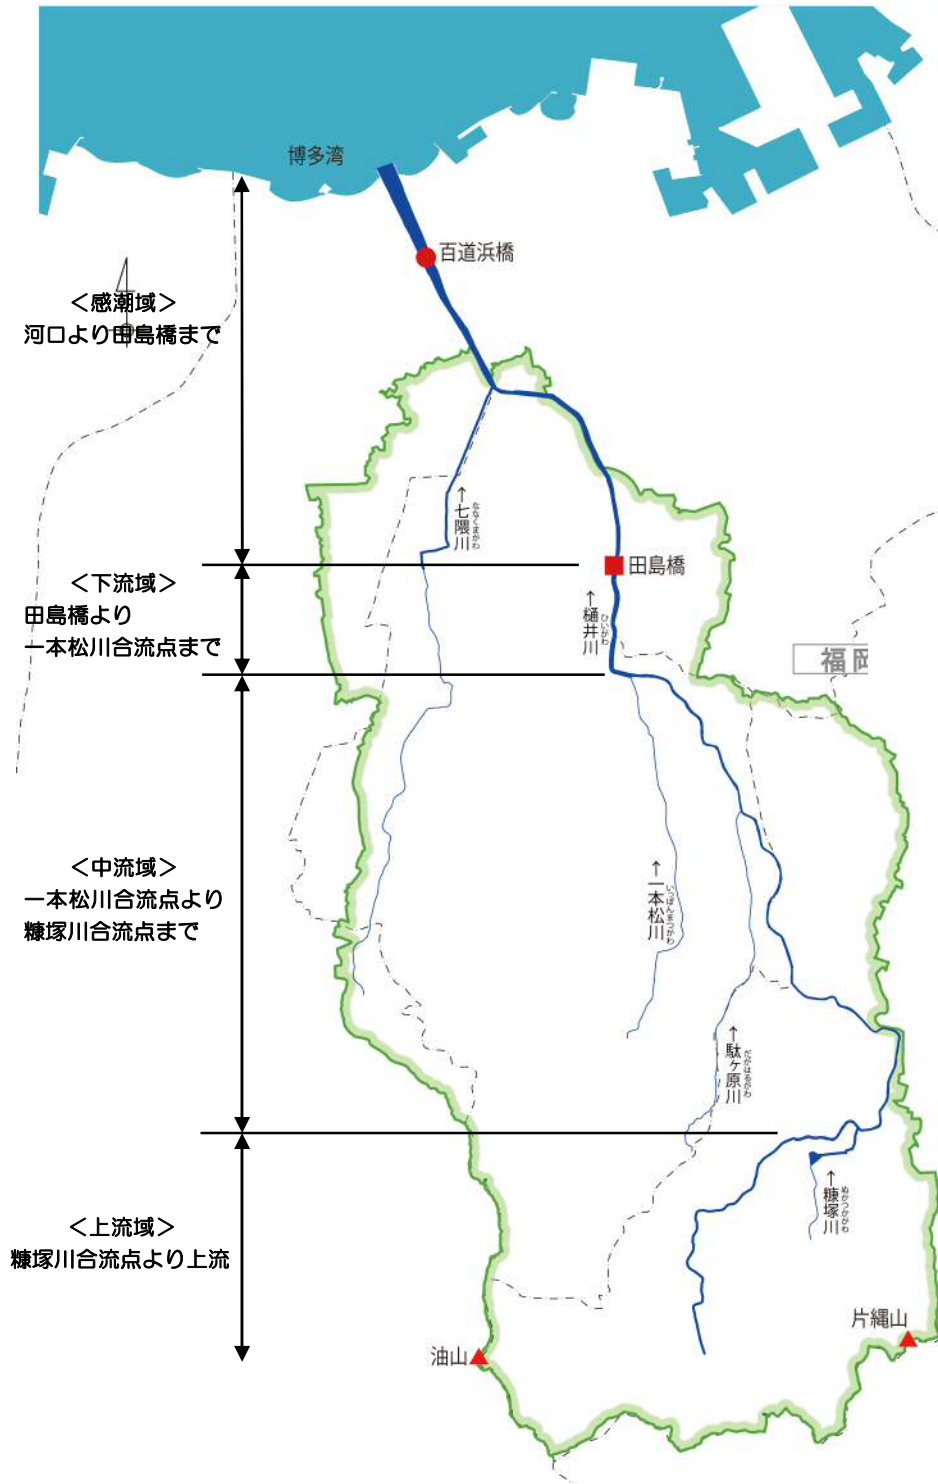 博多湾
百道浜橋
<感潮域>
河口より田島橋まで
↑七隈川
ななくまがわ
<下流域>
田島橋より
一本松川合流点まで
田島橋
↑樋井川
ひいがわ
福岡
<中流域>
一本松川合流点より
糠塚川合流点まで
↑一本松川
いっぽんまつがわ
↑駄ヶ原川
だがはるがわ
<上流域>
糠塚川合流点より上流
↑糠塚川
ぬかつかがわ
片縄山
油山